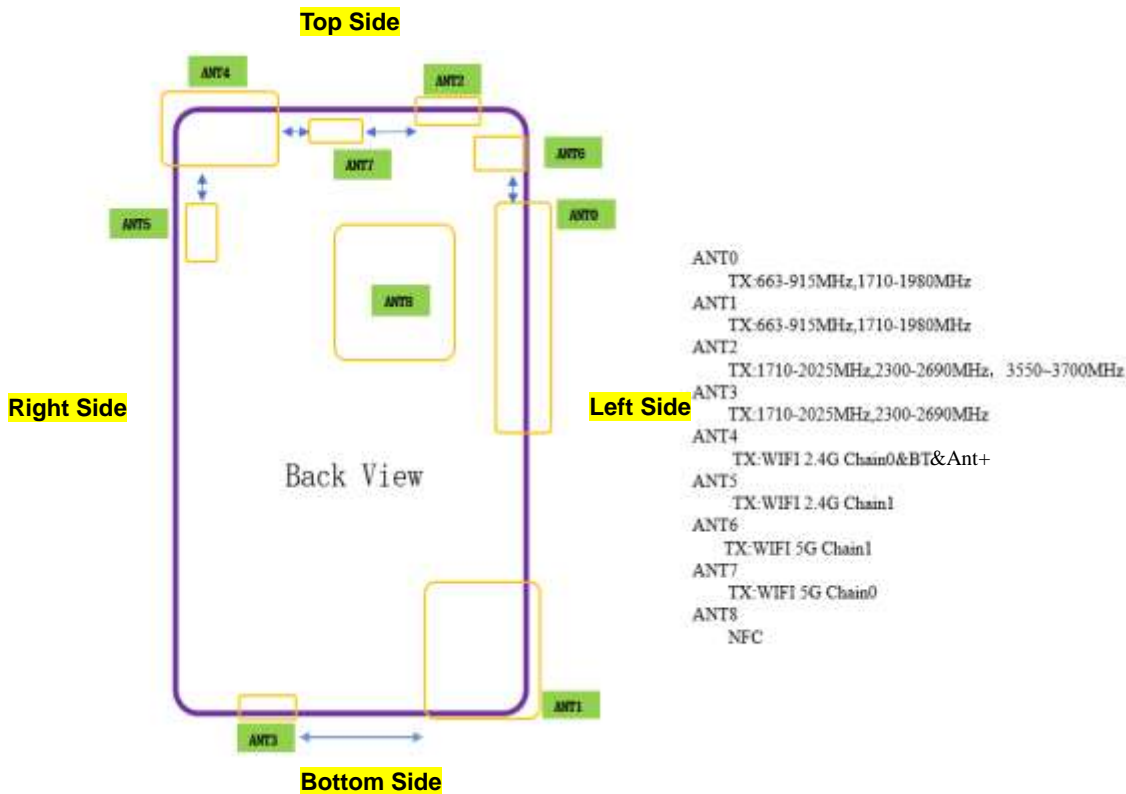 Top Side
ANT4
ANT2
ANT7
ANT6
ANT5
ANT0
ANT8
Right Side
Left Side
Back View
ANT1
ANT3
Bottom Side
ANT0
TX:663-915MHz,1710-1980MHz
ANT1
TX:663-915MHz,1710-1980MHz
ANT2
TX:1710-2025MHz,2300-2690MHz, 3550~3700MHz
ANT3
TX:1710-2025MHz,2300-2690MHz
ANT4
TX:WIFI 2.4G Chain0&BT&Ant+
ANT5
TX:WIFI 2.4G Chain1
ANT6
TX:WIFI 5G Chain1
ANT7
TX:WIFI 5G Chain0
ANT8
NFC